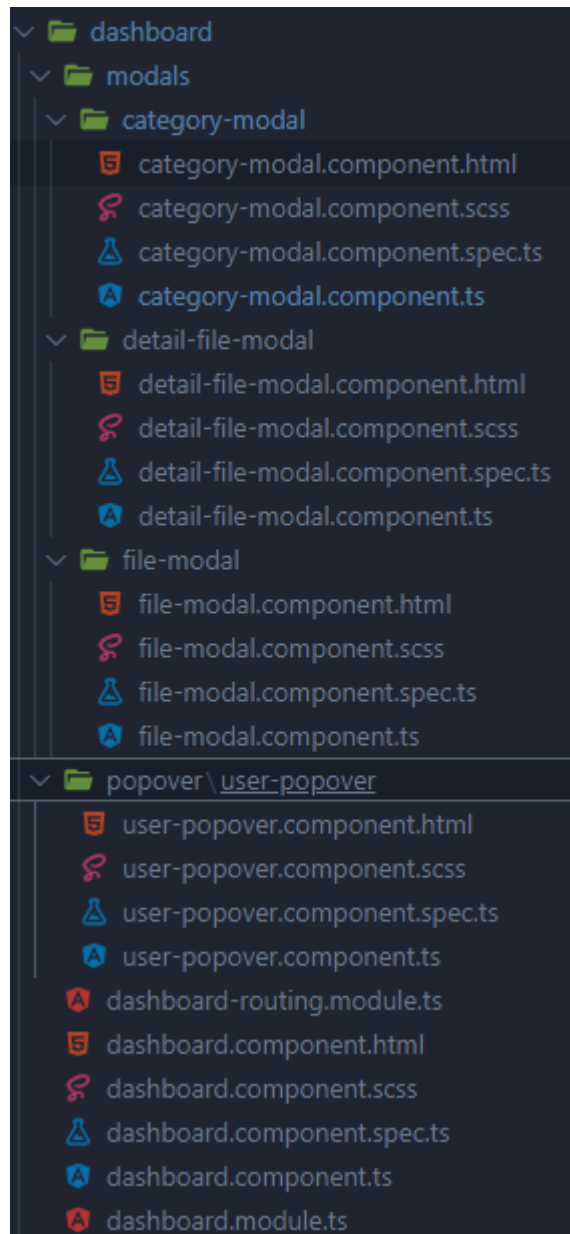 dashboard
modals
category-modal
category-modal.component.html
category-modal.component.scss
category-modal.component.spec.ts
category-modal.component.ts
detail-file-modal
detail-file-modal.component.html
detail-file-modal.component.scss
detail-file-modal.component.spec.ts
detail-file-modal.component.ts
file-modal
file-modal.component.html
file-modal.component.scss
file-modal.component.spec.ts
file-modal.component.ts
popover\user-popover
user-popover.component.html
user-popover.component.scss
user-popover.component.spec.ts
user-popover.component.ts
dashboard-routing.module.ts
dashboard.component.html
dashboard.component.scss
dashboard.component.spec.ts
dashboard.component.ts
dashboard.module.ts